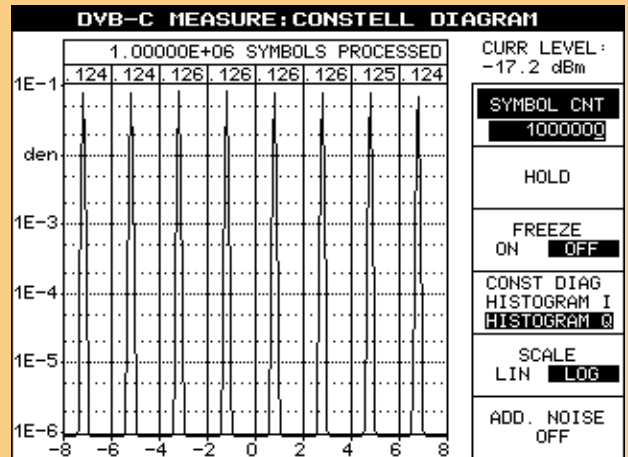 DVB-C MEASURE:CONSTELL DIAGRAM
1.00000E+06 SYMBOLS PROCESSED
.124 .124 .126 .126 .126 .126 .125 .124
1E-1
den
1E-3
1E-4
1E-5
1E-6
-8 -6 -4 -2 0 2 4 6 8
CURR LEVEL:
-17.2 dBm
SYMBOL CNT
1000000
HOLD
FREEZE
ON OFF
CONST DIAG
HISTOGRAM I
HISTOGRAM Q
SCALE
LIN LOG
ADD. NOISE
OFF